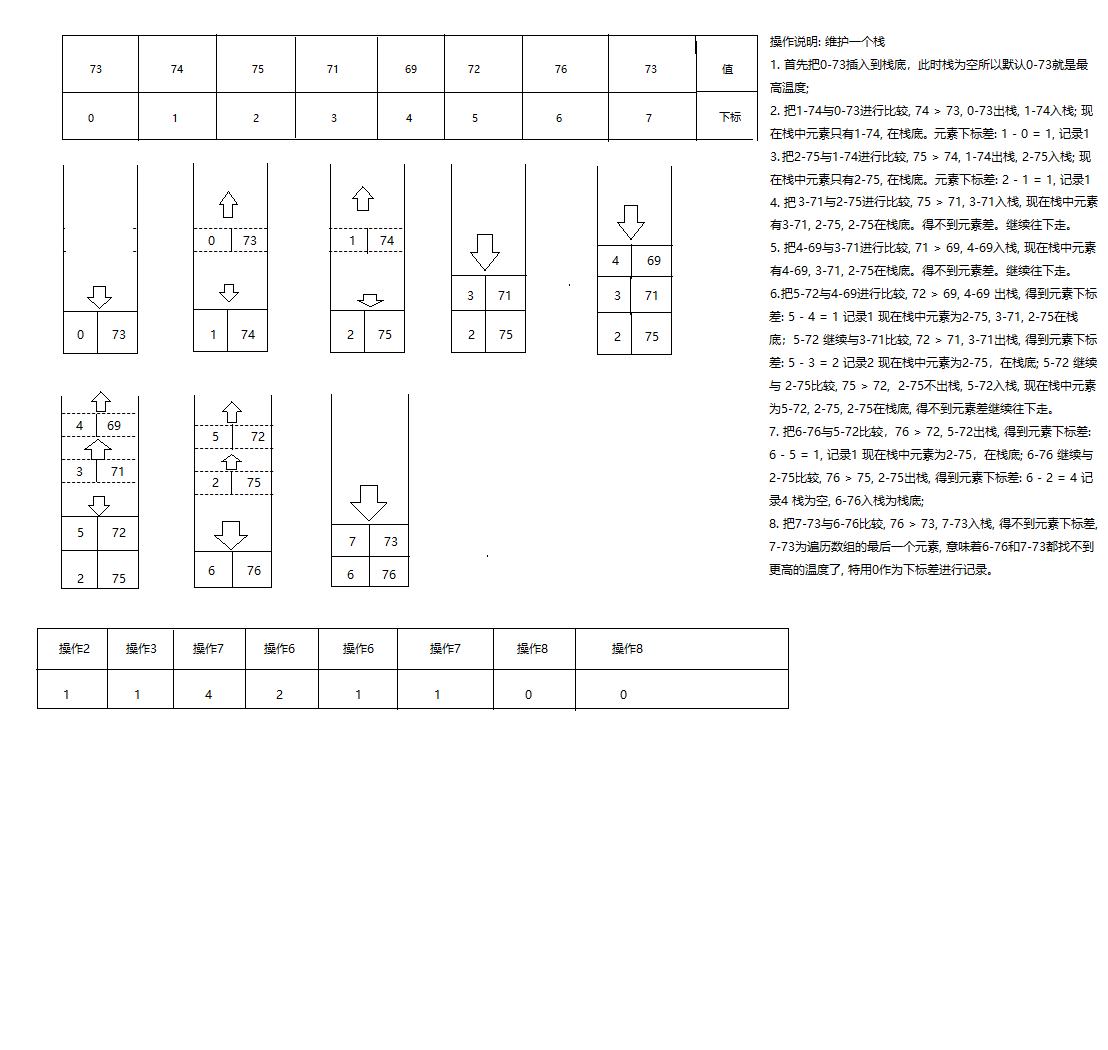 73 74 75 71 69 72 76 73 值
0 1 2 3 4 5 6 7 下标
操作说明: 维护一个栈
1. 首先把0-73插入到栈底，此时栈为空所以默认0-73就是最
高温度;
2. 把1-74与0-73进行比较, 74 > 73, 0-73出栈, 1-74入栈; 现
在栈中元素只有1-74, 在栈底。元素下标差: 1 - 0 = 1, 记录1
3. 把2-75与1-74进行比较, 75 > 74, 1-74出栈, 2-75入栈; 现
在栈中元素只有2-75, 在栈底。元素下标差: 2 - 1 = 1, 记录1
4. 把3-71与2-75进行比较, 75 > 71, 3-71入栈, 现在栈中元素
有3-71, 2-75, 2-75在栈底。得不到元素差。继续往下走。
5. 把4-69与3-71进行比较, 71 > 69, 4-69入栈, 现在栈中元素
有4-69, 3-71, 2-75在栈底。得不到元素差。继续往下走。
6.把5-72与4-69进行比较, 72 > 69, 4-69 出栈, 得到元素下标
差: 5 - 4 = 1 记录1 现在栈中元素为2-75, 3-71, 2-75在栈
底；5-72 继续与3-71比较, 72 > 71, 3-71出栈, 得到元素下标
差: 5 - 3 = 2 记录2 现在栈中元素为2-75，在栈底; 5-72 继续
与 2-75比较, 75 > 72, 2-75不出栈, 5-72入栈, 现在栈中元素
为5-72, 2-75, 2-75在栈底, 得不到元素差继续往下走。
7. 把6-76与5-72比较，76 > 72, 5-72出栈, 得到元素下标差:
6 - 5 = 1, 记录1 现在栈中元素为2-75，在栈底; 6-76 继续与
2-75比较, 76 > 75, 2-75出栈, 得到元素下标差: 6 - 2 = 4 记
录4 栈为空, 6-76入栈为栈底;
8. 把7-73与6-76比较, 76 > 73, 7-73入栈, 得不到元素下标差,
7-73为遍历数组的最后一个元素, 意味着6-76和7-73都找不到
更高的温度了, 特用0作为下标差进行记录。
0 73
0 73
1 74
1 74
2 75
3 71
2 75
4 69
3 71
2 75
4 69
3 71
5 72
2 75
5 72
2 75
6 76
7 73
6 76
操作2 操作3 操作7 操作6 操作6 操作7 操作8 操作8
1 1 4 2 1 1 0 0